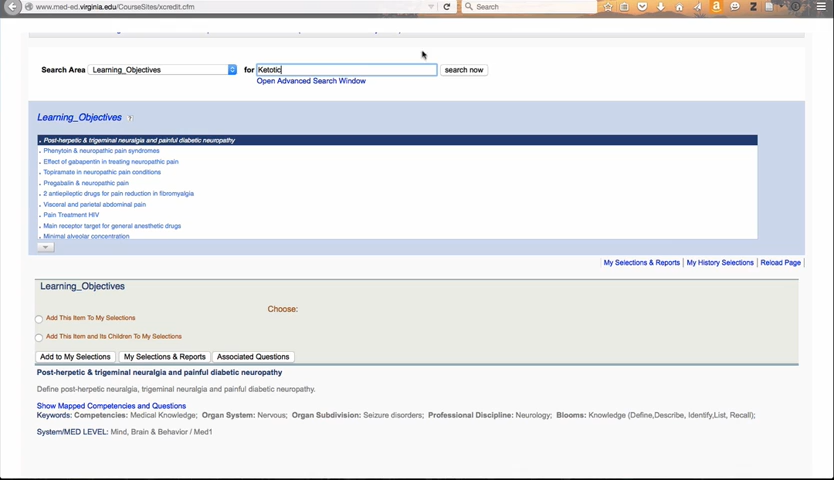 www.med-ed.virginia.edu/CourseSites/xcredit.cfm
Search
Search Area Learning_Objectives for Ketotic search now
Open Advanced Search Window
Learning_Objectives ?
Post-herpetic & trigeminal neuralgia and painful diabetic neuropathy
Phenytoin & neuropathic pain syndromes
Effect of gabapentin in treating neuropathic pain
Topiramate in neuropathic pain conditions
Pregabalin & neuropathic pain
2 antiepileptic drugs for pain reduction in fibromyalgia
Visceral and parietal abdominal pain
Pain Treatment HIV
Main receptor target for general anesthetic drugs
Minimal alveolar concentration
My Selections & Reports | My History Selections | Reload Page |
Learning_Objectives
Choose:
Add This Item To My Selections
Add This Item and Its Children To My Selections
Add to My Selections My Selections & Reports Associated Questions
Post-herpetic & trigeminal neuralgia and painful diabetic neuropathy
Define post-herpetic neuralgia, trigeminal neuralgia and painful diabetic neuropathy.
Show Mapped Competencies and Questions
Keywords: Competencies: Medical Knowledge; Organ System: Nervous; Organ Subdivision: Seizure disorders; Professional Discipline: Neurology; Blooms: Knowledge (Define,Describe, Identify,List, Recall);
System/MED LEVEL: Mind, Brain & Behavior / Med1